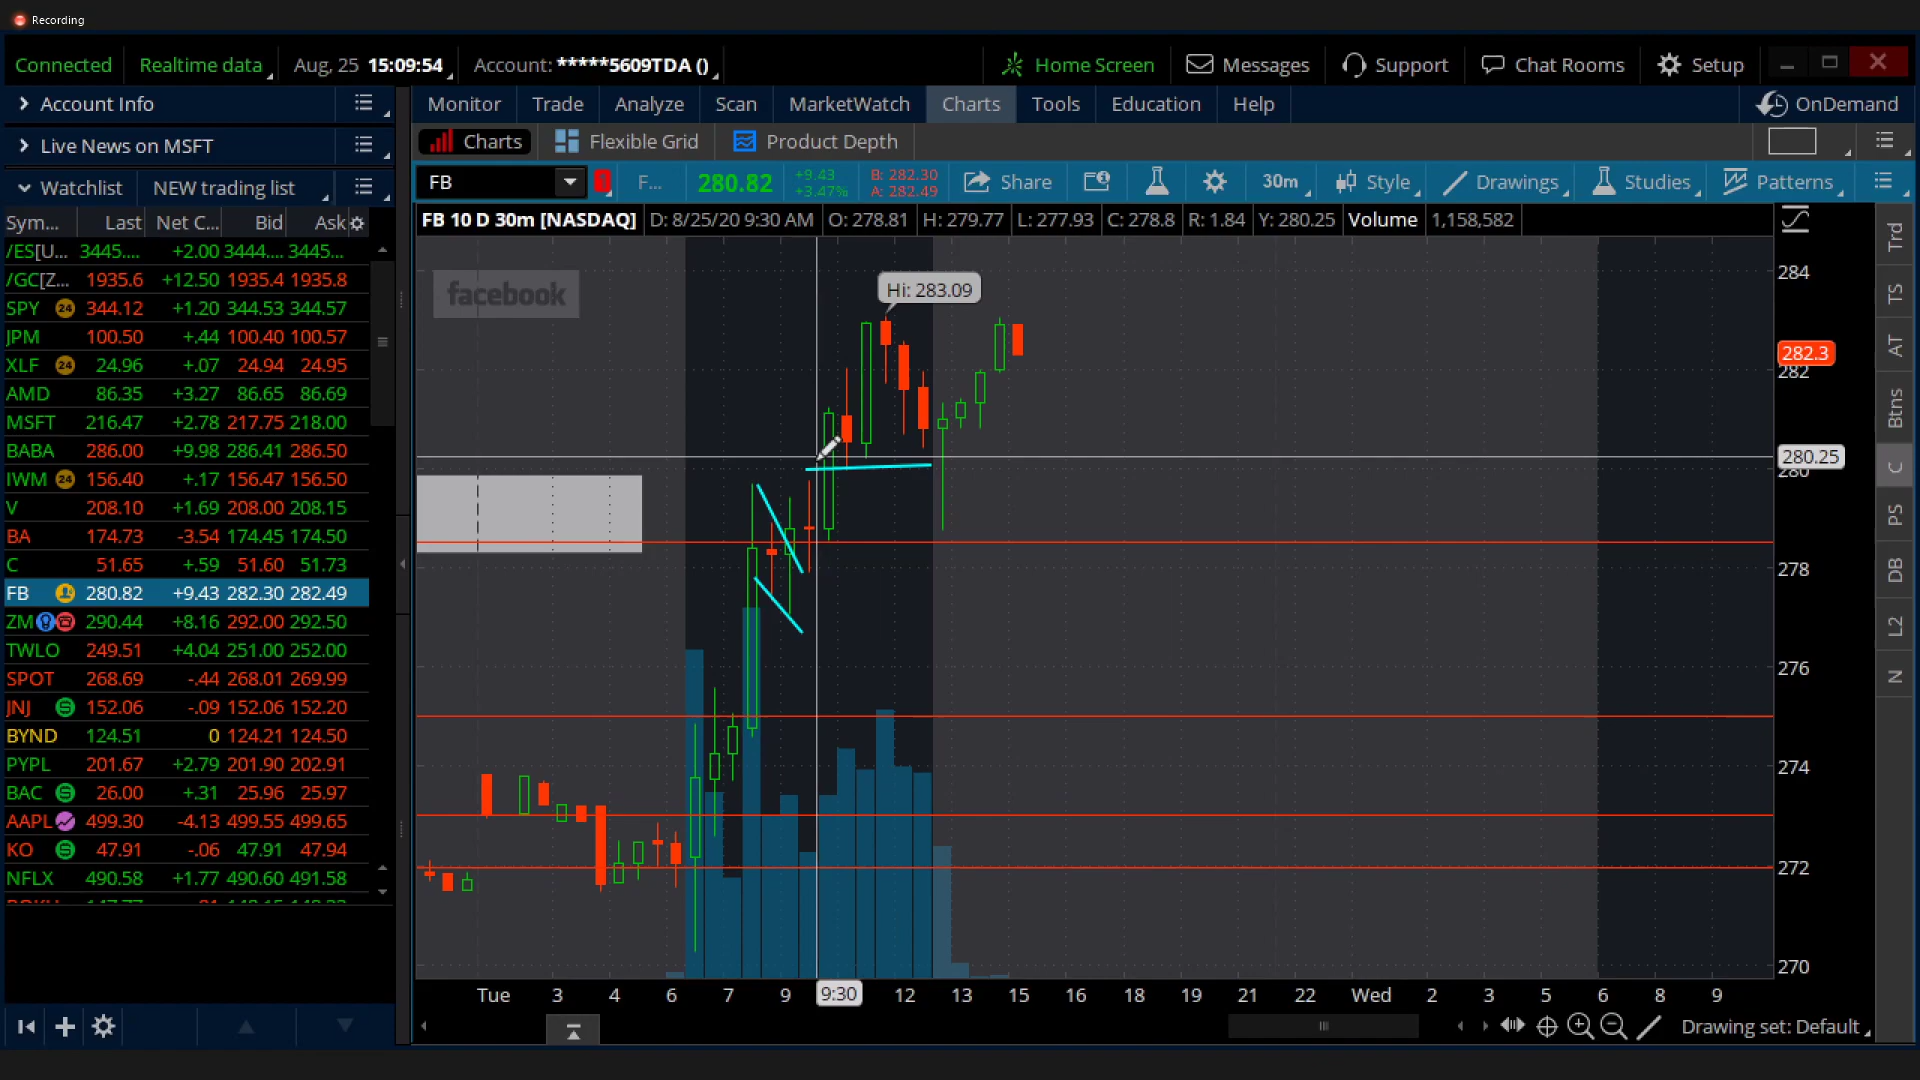 Recording
Connected Realtime data Aug, 25 15:09:54 Account: *****5609TDA () Home Screen Messages Support Chat Rooms Setup
Account Info Monitor Trade Analyze Scan MarketWatch Charts Tools Education Help OnDemand
Live News on MSFT Charts Flexible Grid Product Depth
Watchlist NEW trading list FB F... 280.82 +9.43 +3.47% B: 282.30 A: 282.49 Share 30m Style Drawings Studies Patterns
Sym... Last Net C... Bid Ask
FB 10 D 30m [NASDAQ] D: 8/25/20 9:30 AM O: 278.81 H: 279.77 L: 277.93 C: 278.8 R: 1.84 Y: 280.25 Volume 1,158,582
/ES[U... 3445.... +2.00 3444.... 3445...
/GC[Z... 1935.6 +12.50 1935.4 1935.8
SPY 24 344.12 +1.20 344.53 344.57
JPM 100.50 +.44 100.40 100.57
XLF 24 24.96 +.07 24.94 24.95
AMD 86.35 +3.27 86.65 86.69
MSFT 216.47 +2.78 217.75 218.00
BABA 286.00 +9.98 286.41 286.50
IWM 24 156.40 +.17 156.47 156.50
V 208.10 +1.69 208.00 208.15
BA 174.73 -3.54 174.45 174.50
C 51.65 +.59 51.60 51.73
FB 280.82 +9.43 282.30 282.49
ZM 290.44 +8.16 292.00 292.50
TWLO 249.51 +4.04 251.00 252.00
SPOT 268.69 -.44 268.01 269.99
JNJ 152.06 -.09 152.06 152.20
BYND 124.51 0 124.21 124.50
PYPL 201.67 +2.79 201.90 202.91
BAC 26.00 +.31 25.96 25.97
AAPL 499.30 -4.13 499.55 499.65
KO 47.91 -.06 47.91 47.94
NFLX 490.58 +1.77 490.60 491.58
facebook
Hi: 283.09
284
282.3
282
280.25
280
278
276
274
272
270
Trd
TS
AT
Btns
C
PS
DB
L2
N
Tue 3 4 6 7 9 9:30 12 13 15 16 18 19 21 22 Wed 2 3 5 6 8 9
Drawing set: Default